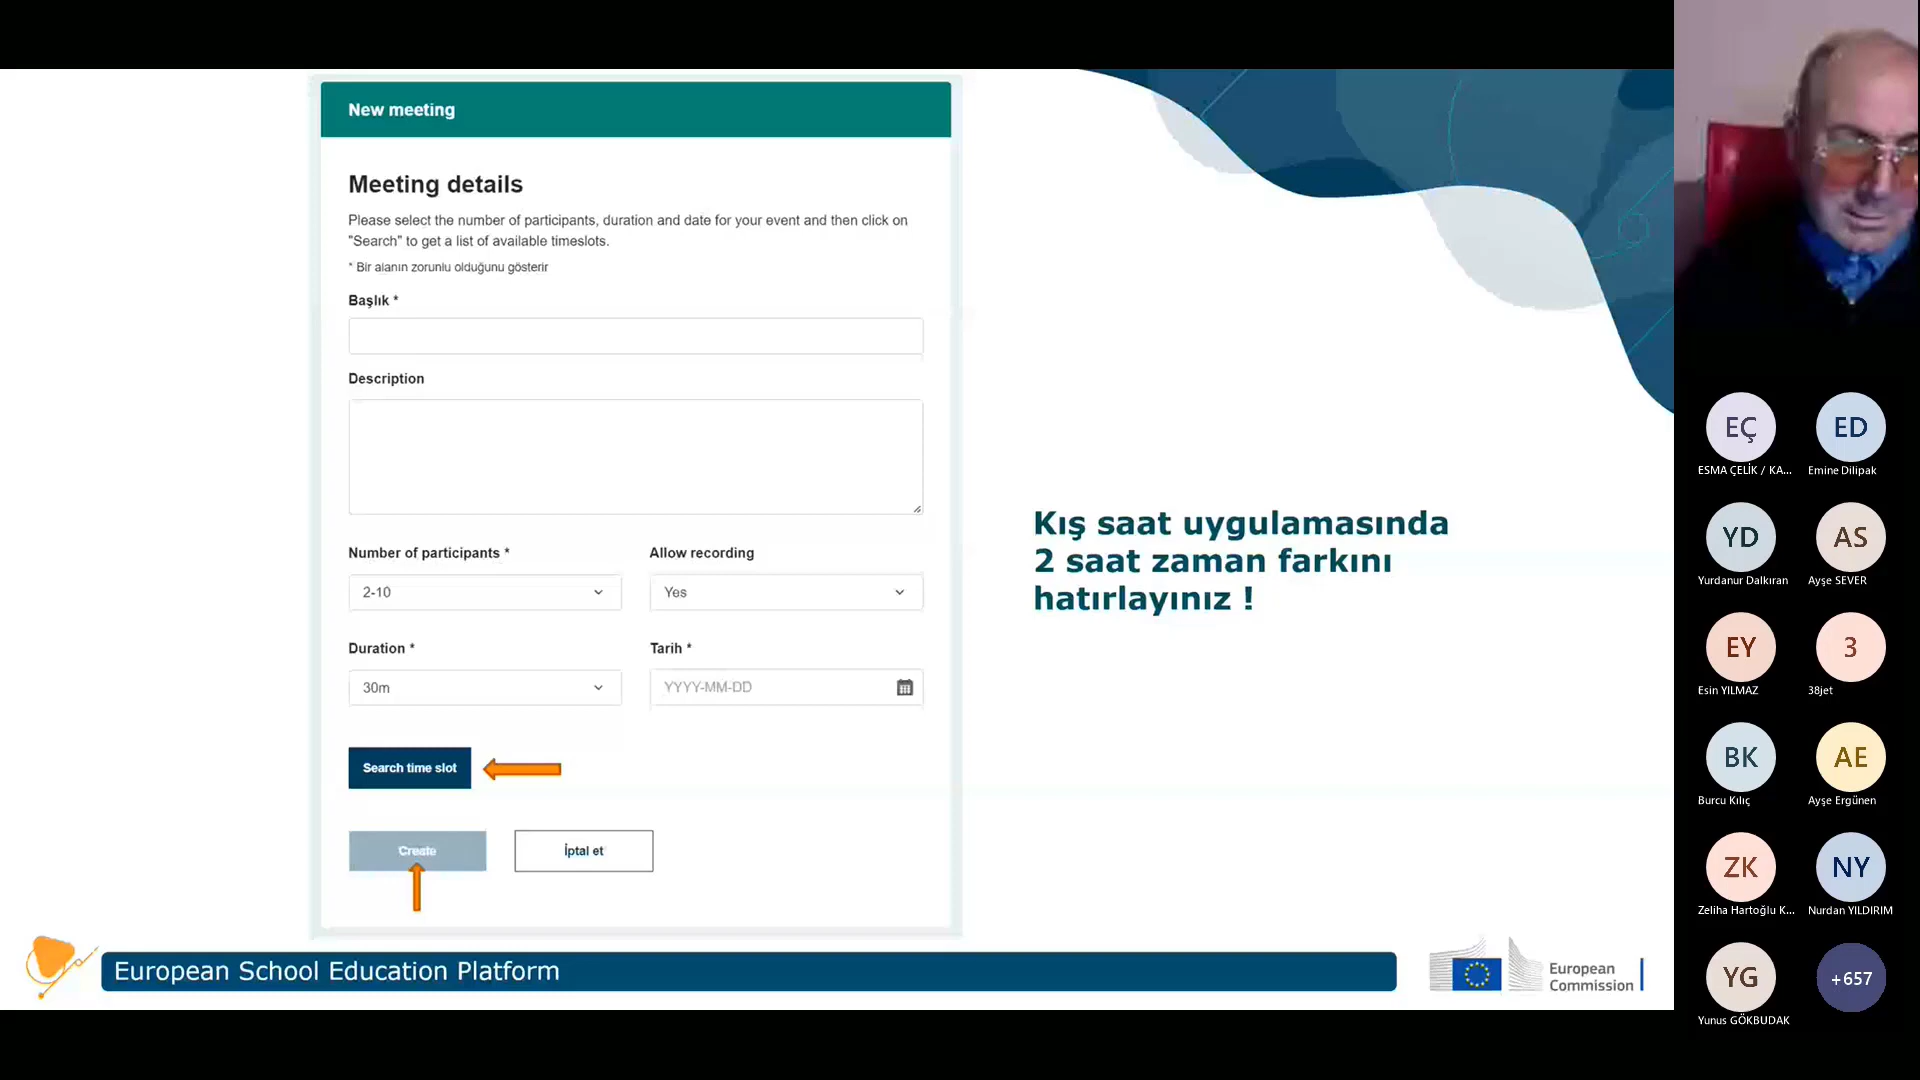 New meeting
Meeting details
Please select the number of participants, duration and date for your event and then click on
"Search" to get a list of available timeslots.
* Bir alanın zorunlu olduğunu gösterir
Başlık *
Description
Number of participants *
Allow recording
2-10
Yes
Duration *
Tarih *
30m
YYYY-MM-DD
Search time slot
Create
İptal et
Kış saat uygulamasında
2 saat zaman farkını
hatırlayınız !
European School Education Platform
European
Commission
EÇ
ESMA ÇELİK / KA...
ED
Emine Dilipak
YD
Yurdanur Dalkıran
AS
Ayşe SEVER
EY
Esin YILMAZ
3
38jet
BK
Burcu Kılıç
AE
Ayşe Ergünen
ZK
Zeliha Hartoğlu K...
NY
Nurdan YILDIRIM
YG
Yunus GÖKBUDAK
+657